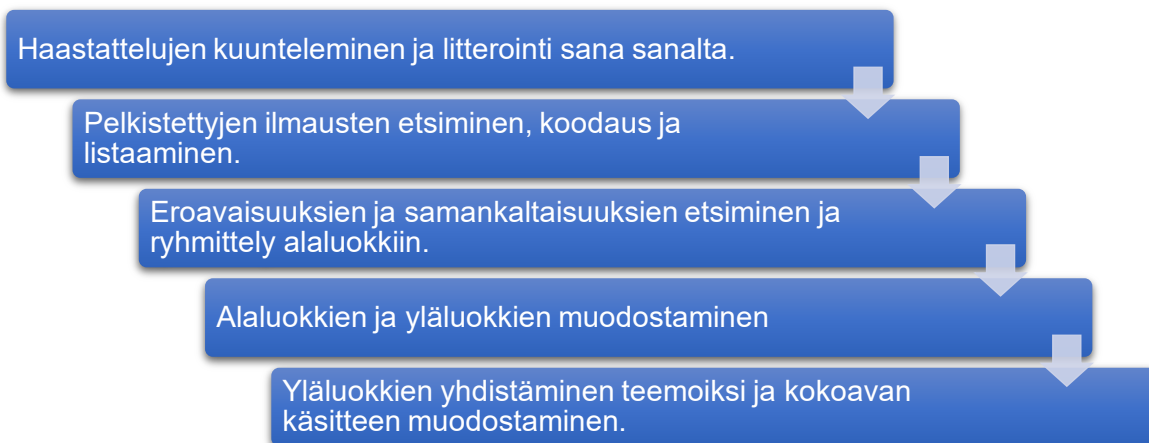 Haastattelujen kuunteleminen ja litterointi sana sanalta.
Pelkistettyjen ilmausten etsiminen, koodaus ja
listaaminen.
Eroavaisuuksien ja samankaltaisuuksien etsiminen ja
ryhmittely alaluokkiin.
Alaluokkien ja yläluokkien muodostaminen
Yläluokkien yhdistäminen teemoiksi ja kokoavan
käsitteen muodostaminen.